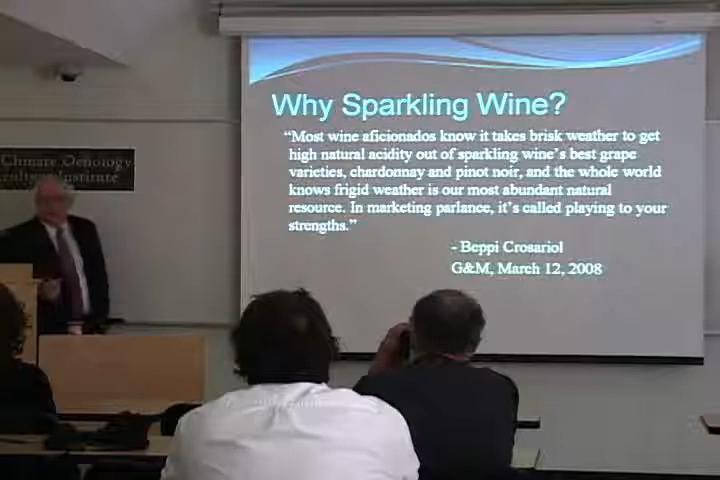 Why Sparkling Wine?
“Most wine aficionados know it takes brisk weather to get
high natural acidity out of sparkling wine’s best grape
varieties, chardonnay and pinot noir, and the whole world
knows frigid weather is our most abundant natural
resource. In marketing parlance, it’s called playing to your
strengths.”
- Beppi Crosariol
G&M, March 12, 2008
Climate Oenology
Institute